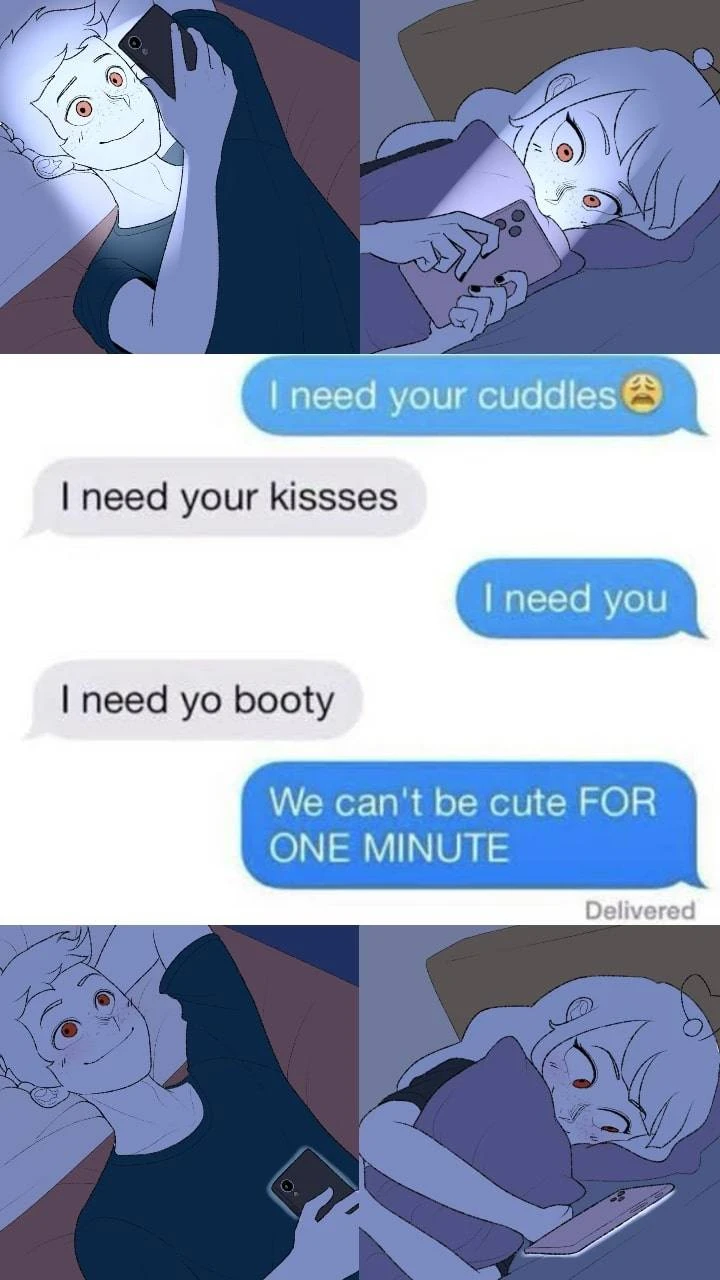 I need your cuddles😩
I need your kissses
I need you
I need yo booty
We can't be cute FOR
ONE MINUTE
Delivered